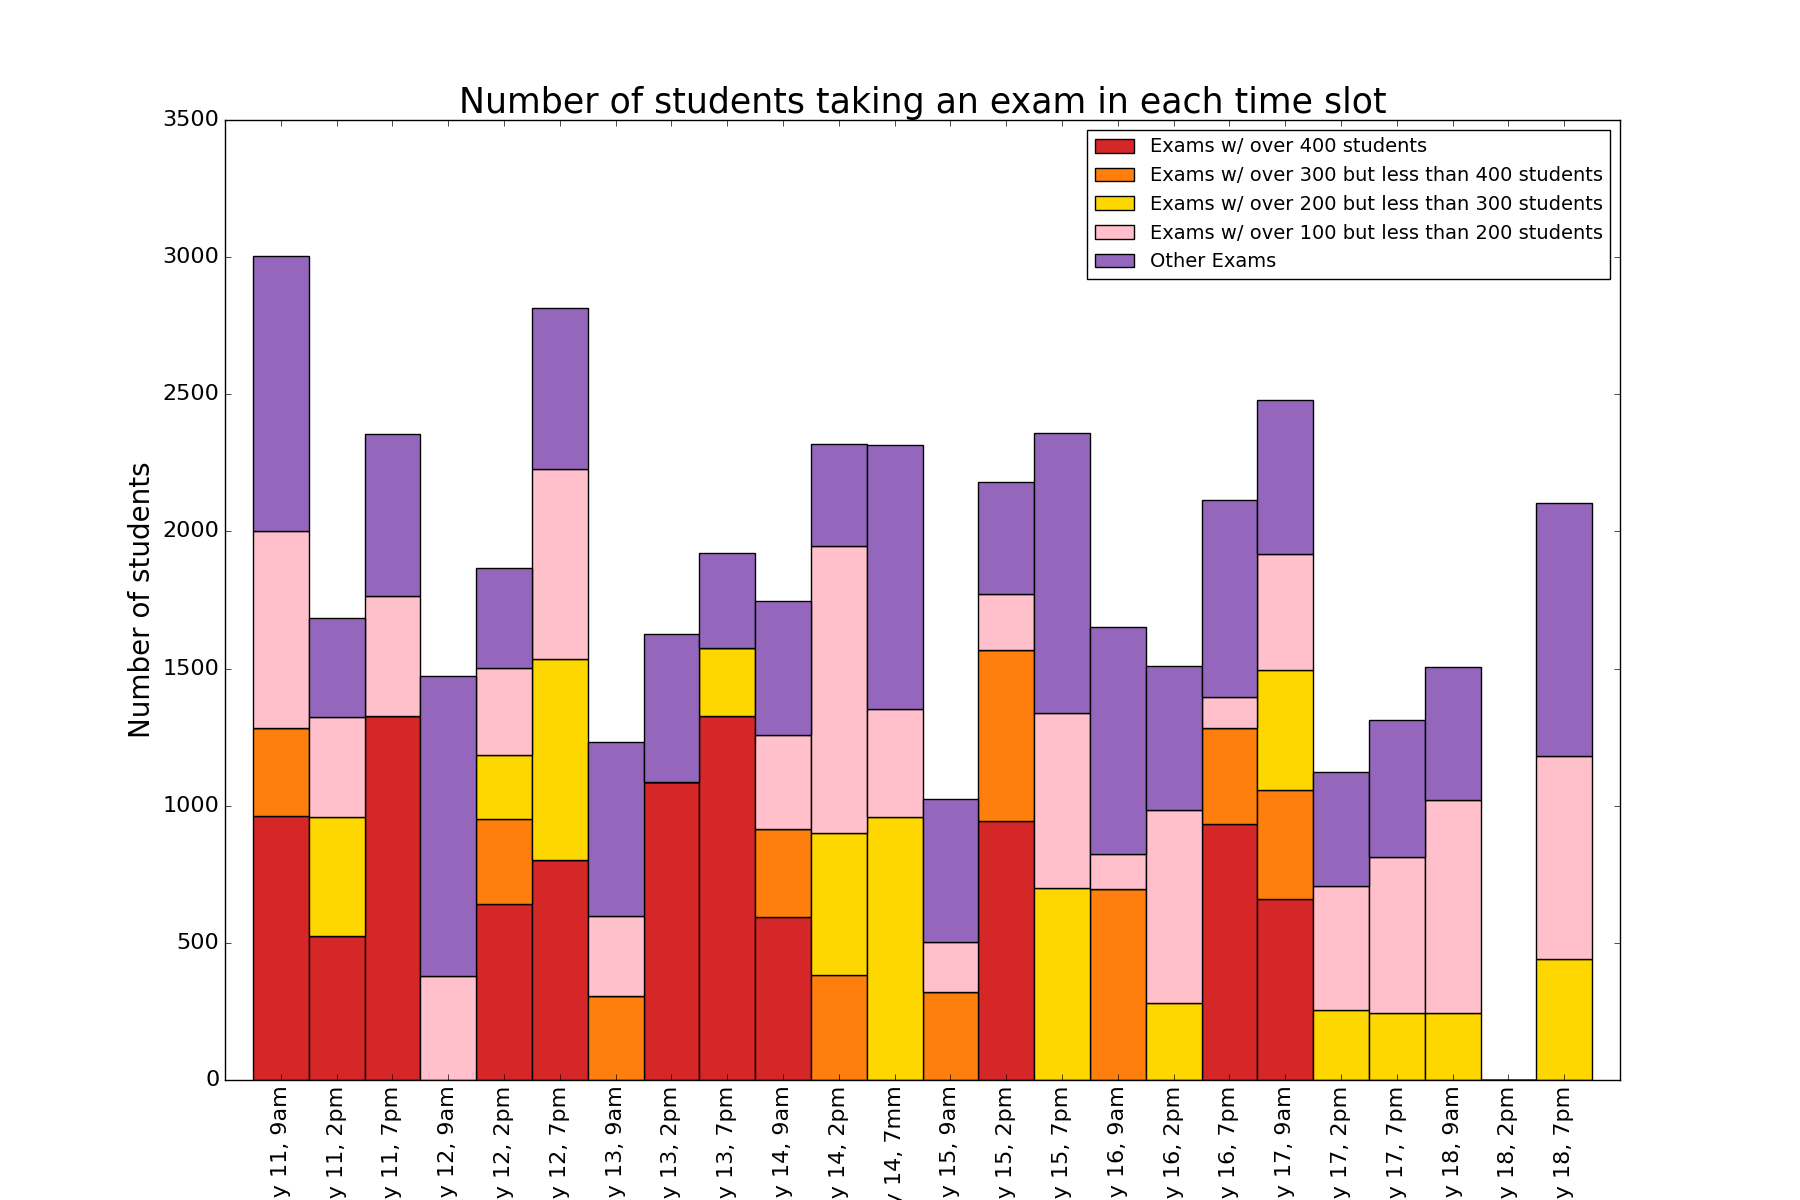 Number of students taking an exam in each time slot
3500
3000
2500
2000
1500
1000
500
0
Number of students
Exams w/ over 400 students
Exams w/ over 300 but less than 400 students
Exams w/ over 200 but less than 300 students
Exams w/ over 100 but less than 200 students
Other Exams
y 11, 9am
y 11, 2pm
y 11, 7pm
y 12, 9am
y 12, 2pm
y 12, 7pm
y 13, 9am
y 13, 2pm
y 13, 7pm
y 14, 9am
y 14, 2pm
y 14, 7mm
y 15, 9am
y 15, 2pm
y 15, 7pm
y 16, 9am
y 16, 2pm
y 16, 7pm
y 17, 9am
y 17, 2pm
y 17, 7pm
y 18, 9am
y 18, 2pm
y 18, 7pm